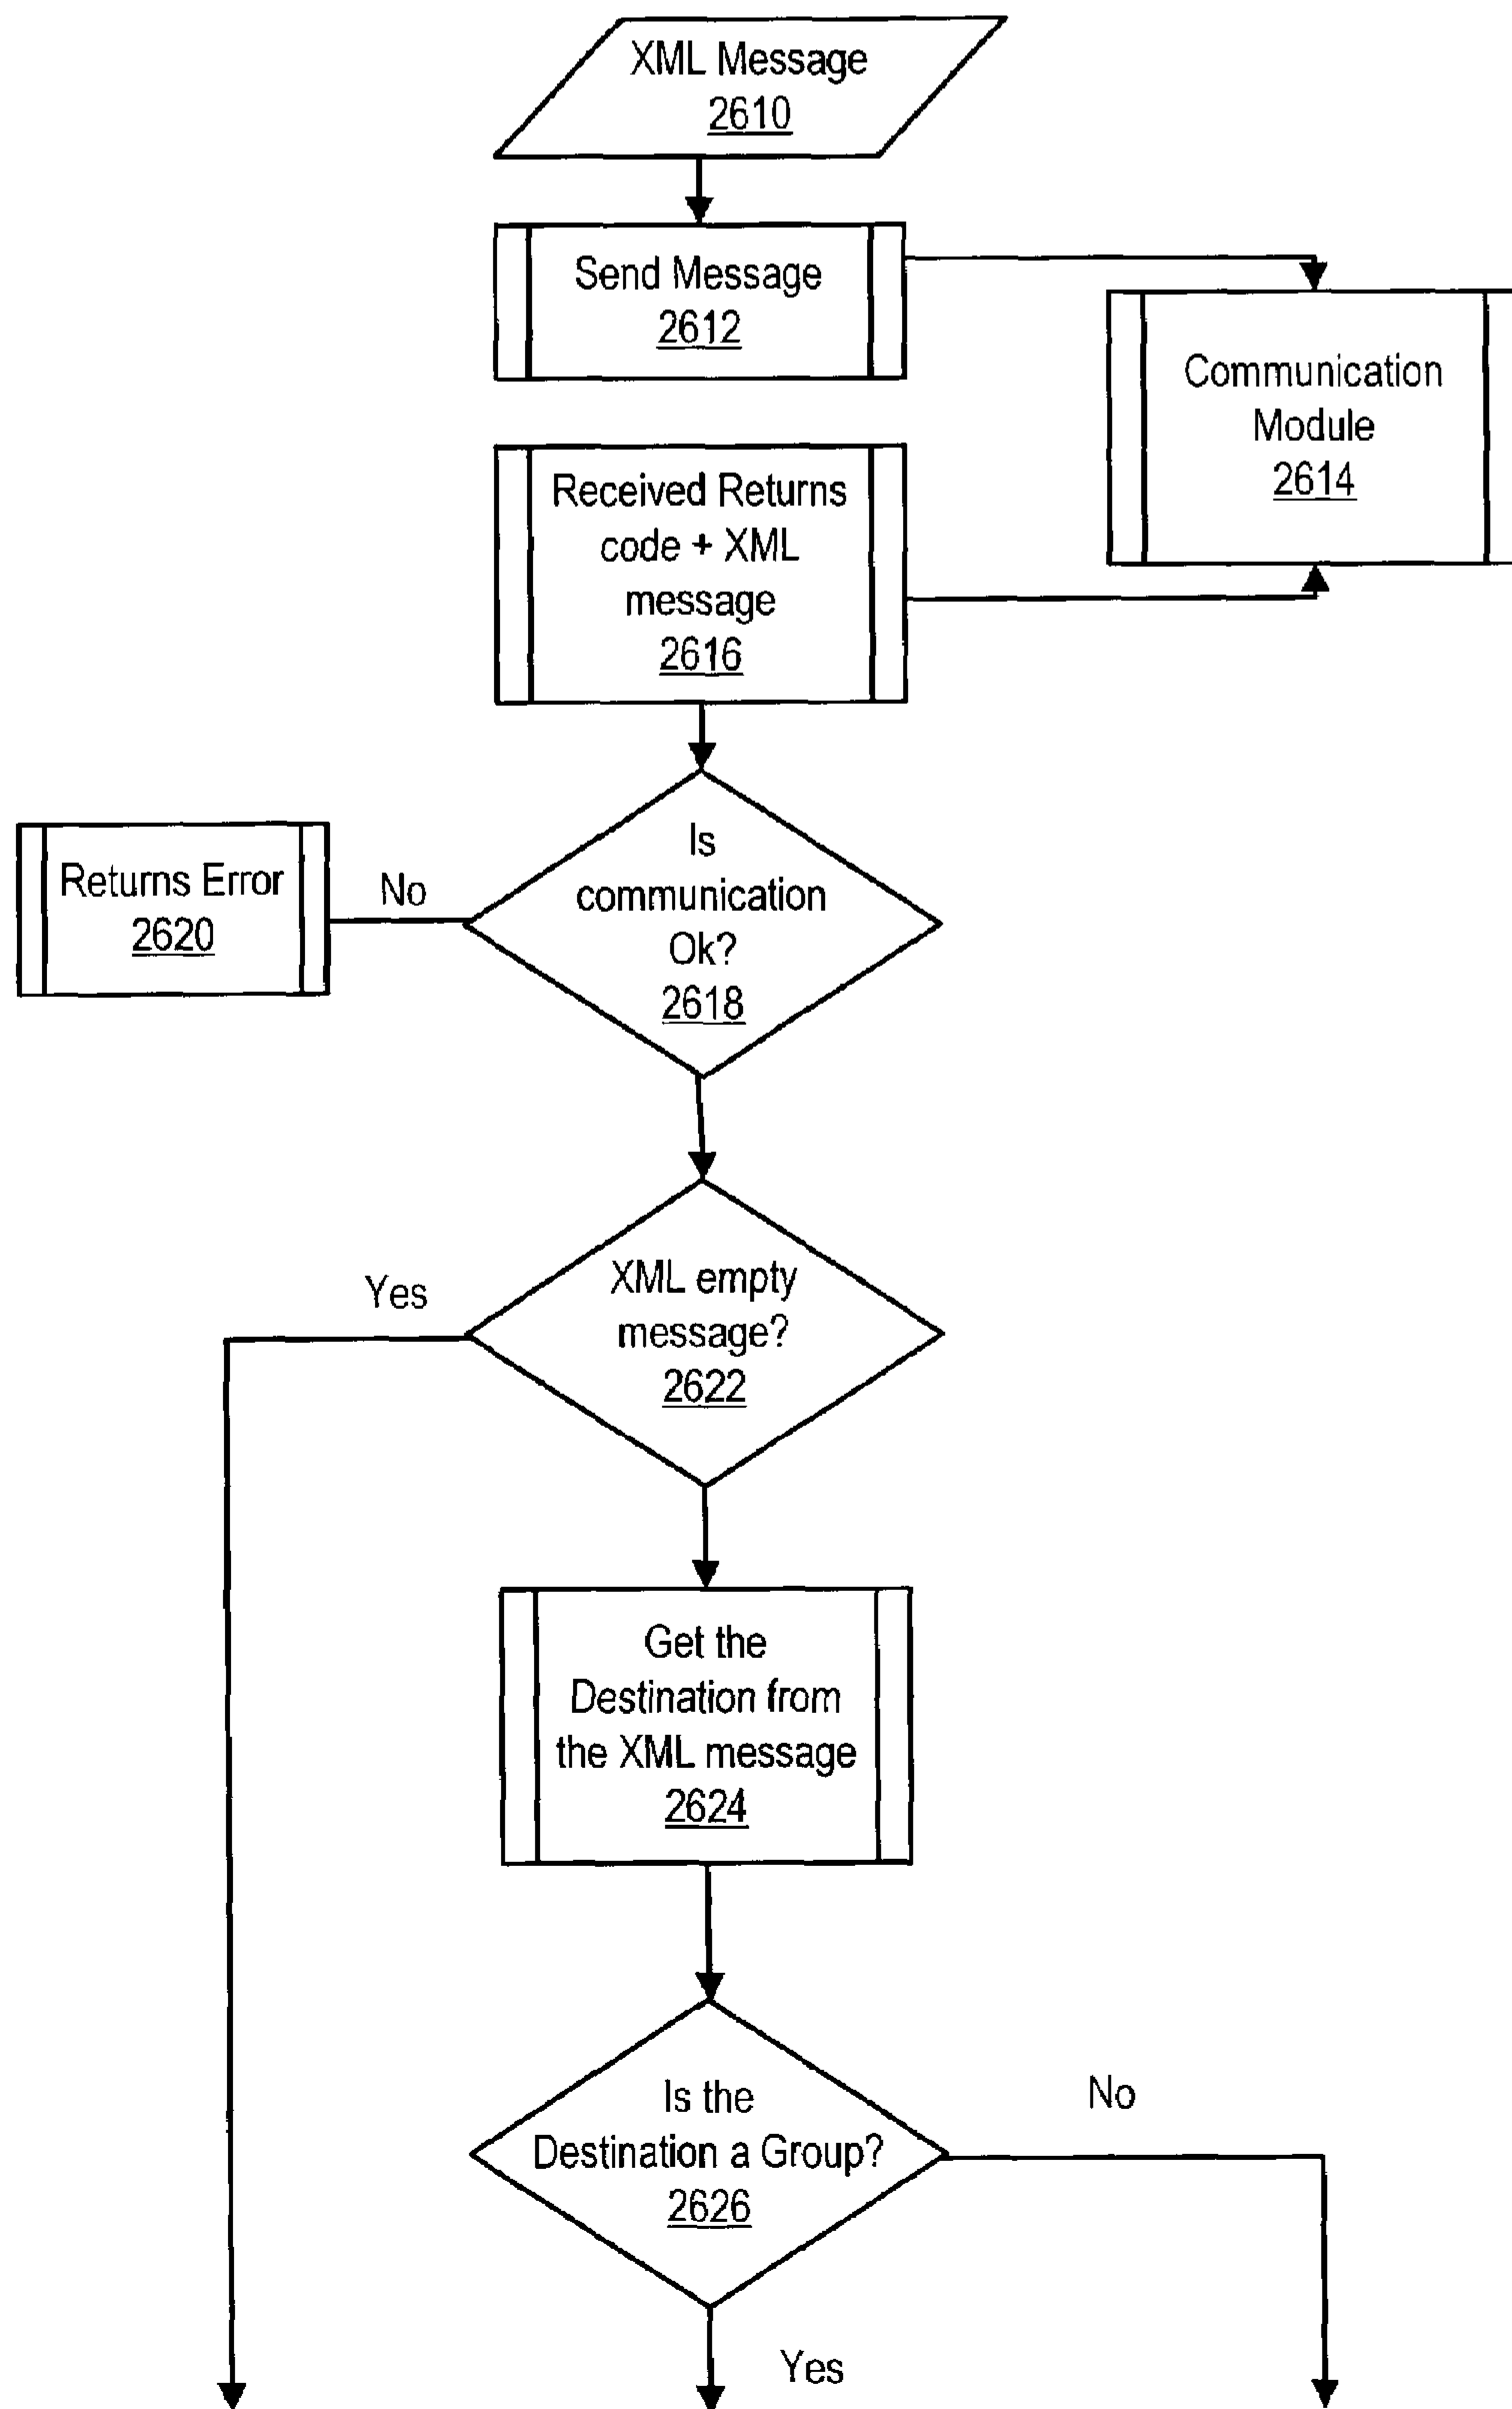 XML Message
2610
Send Message
2612
Communication
Module
2614
Received Returns
code + XML
message
2616
Is
communication
Ok?
2618
No
Returns Error
2620
XML empty
message?
2622
Yes
Get the
Destination from
the XML message
2624
Is the
Destination a Group?
2626
No
Yes